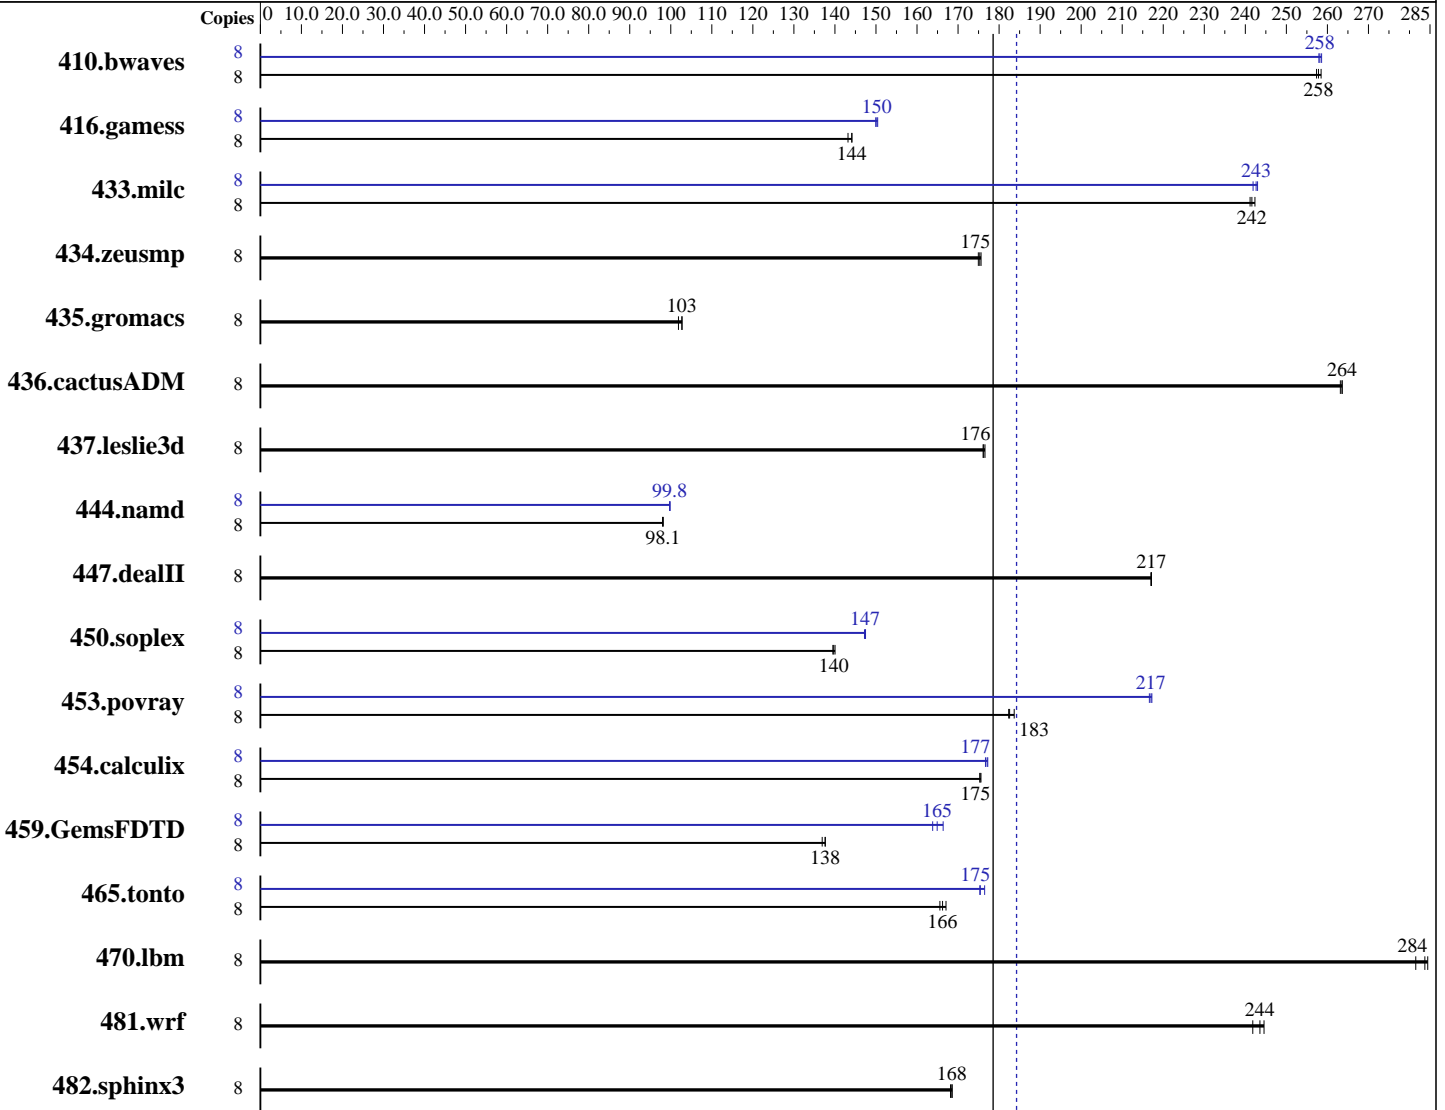 Copies 0 10.0 20.0 30.0 40.0 50.0 60.0 70.0 80.0 90.0 100 110 120 130 140 150 160 170 180 190 200 210 220 230 240 250 260 270 285
410.bwaves 8 258
8 258
416.gamess 8 150
8 144
433.milc 8 243
8 242
434.zeusmp 8 175
435.gromacs 8 103
436.cactusADM 8 264
437.leslie3d 8 176
444.namd 8 99.8
8 98.1
447.dealII 8 217
450.soplex 8 147
8 140
453.povray 8 217
8 183
454.calculix 8 177
8 175
459.GemsFDTD 8 165
8 138
465.tonto 8 175
8 166
470.lbm 8 284
481.wrf 8 244
482.sphinx3 8 168